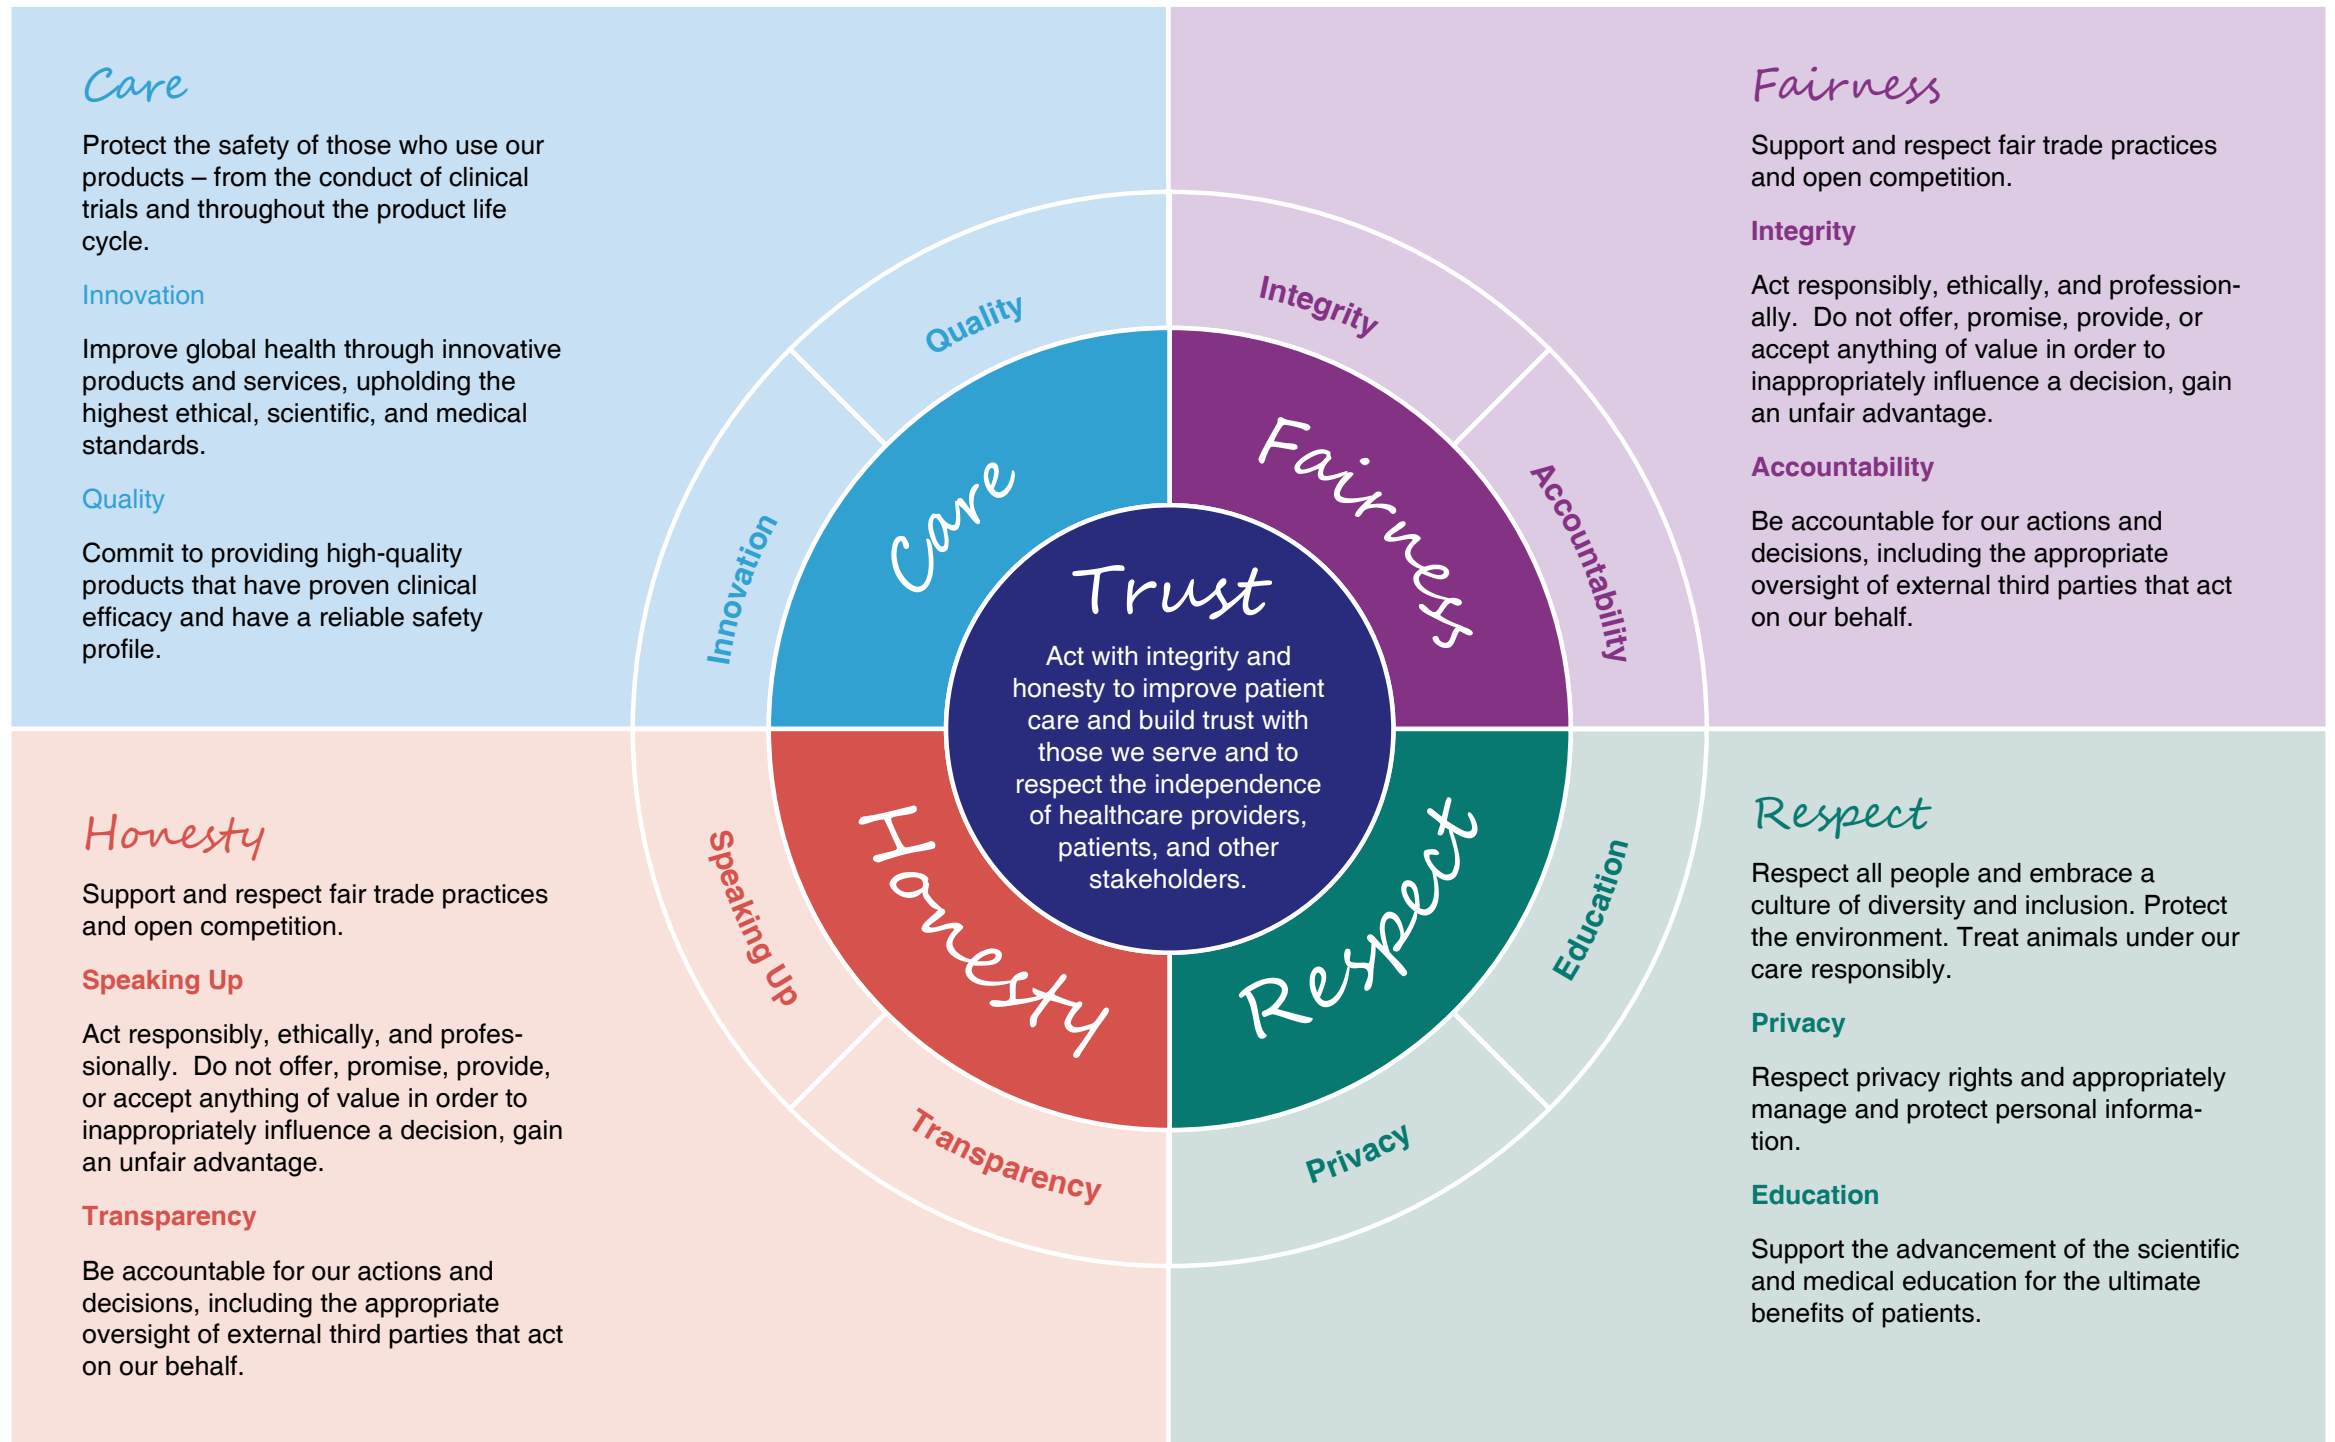 Care
Protect the safety of those who use our
products – from the conduct of clinical
trials and throughout the product life
cycle.
Innovation
Improve global health through innovative
products and services, upholding the
highest ethical, scientific, and medical
standards.
Quality
Commit to providing high-quality
products that have proven clinical
efficacy and have a reliable safety
profile.
Fairness
Support and respect fair trade practices
and open competition.
Integrity
Act responsibly, ethically, and profession-
ally.  Do not offer, promise, provide, or
accept anything of value in order to
inappropriately influence a decision, gain
an unfair advantage.
Accountability
Be accountable for our actions and
decisions, including the appropriate
oversight of external third parties that act
on our behalf.
Quality
Innovation
Care
Integrity
Accountability
Fairness
Trust
Act with integrity and
honesty to improve patient
care and build trust with
those we serve and to
respect the independence
of healthcare providers,
patients, and other
stakeholders.
Honesty
Speaking Up
Transparency
Respect
Education
Privacy
Honesty
Support and respect fair trade practices
and open competition.
Speaking Up
Act responsibly, ethically, and profes-
sionally.  Do not offer, promise, provide,
or accept anything of value in order to
inappropriately influence a decision, gain
an unfair advantage.
Transparency
Be accountable for our actions and
decisions, including the appropriate
oversight of external third parties that act
on our behalf.
Respect
Respect all people and embrace a
culture of diversity and inclusion. Protect
the environment. Treat animals under our
care responsibly.
Privacy
Respect privacy rights and appropriately
manage and protect personal informa-
tion.
Education
Support the advancement of the scientific
and medical education for the ultimate
benefits of patients.